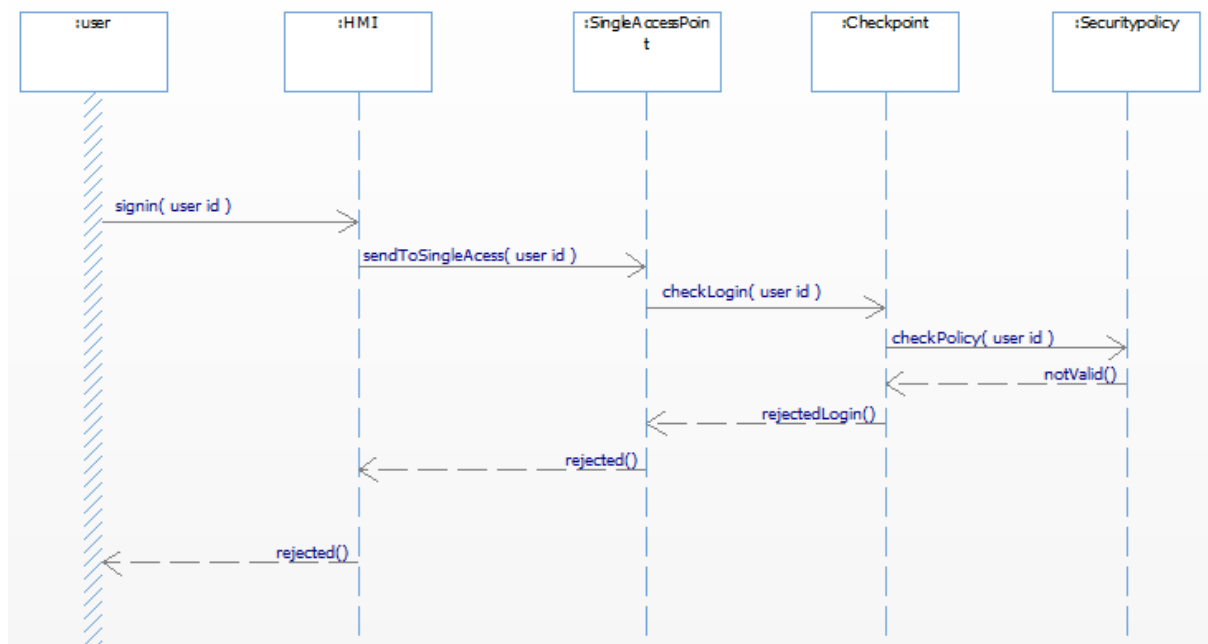 :user
:HMI
:SingleAccessPoin
t
:Checkpoint
:Securitypolicy
signin( user id )
sendToSingleAcess( user id )
checkLogin( user id )
checkPolicy( user id )
notValid()
rejectedLogin()
rejected()
rejected()